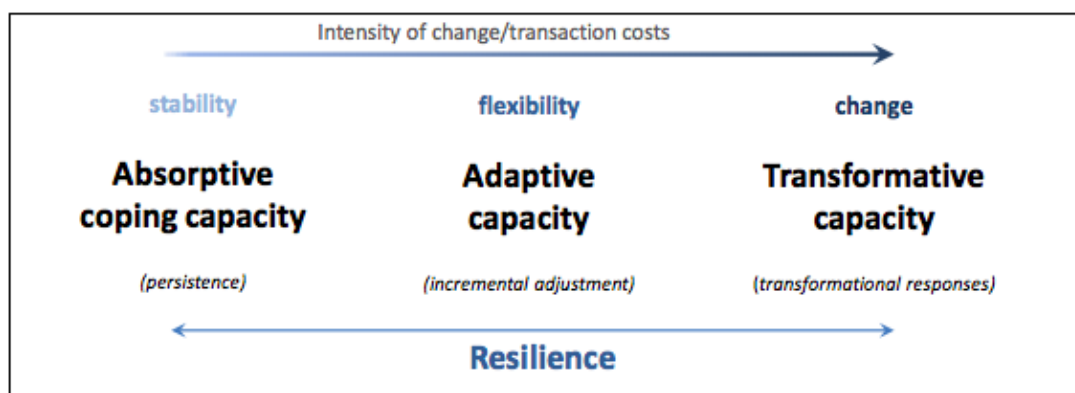 Intensity of change/transaction costs
stability flexibility change
Absorptive Adaptive Transformative
coping capacity capacity capacity
(persistence) (incremental adjustment) (transformational responses)
Resilience